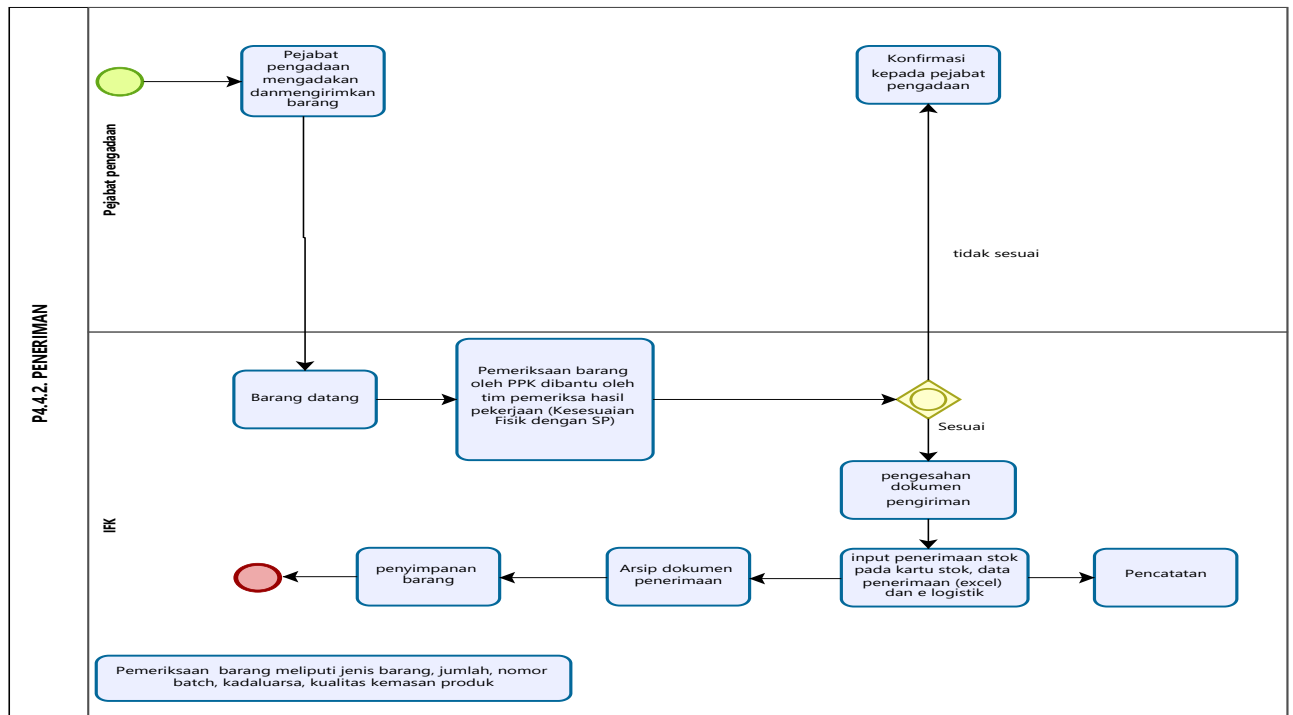 P4.4.2. PENERIMAN
Pejabat pengadaan
Pejabat
pengadaan
mengadakan
danmengirimkan
barang
Konfirmasi
kepada pejabat
pengadaan
tidak sesuai
IFK
Barang datang
Pemeriksaan barang
oleh PPK dibantu oleh
tim pemeriksa hasil
pekerjaan (Kesesuaian
Fisik dengan SP)
Sesuai
pengesahan
dokumen
pengiriman
input penerimaan stok
pada kartu stok, data
penerimaan (excel)
dan e logistik
Pencatatan
Arsip dokumen
penerimaan
penyimpanan
barang
Pemeriksaan  barang meliputi jenis barang, jumlah, nomor
batch, kadaluarsa, kualitas kemasan produk